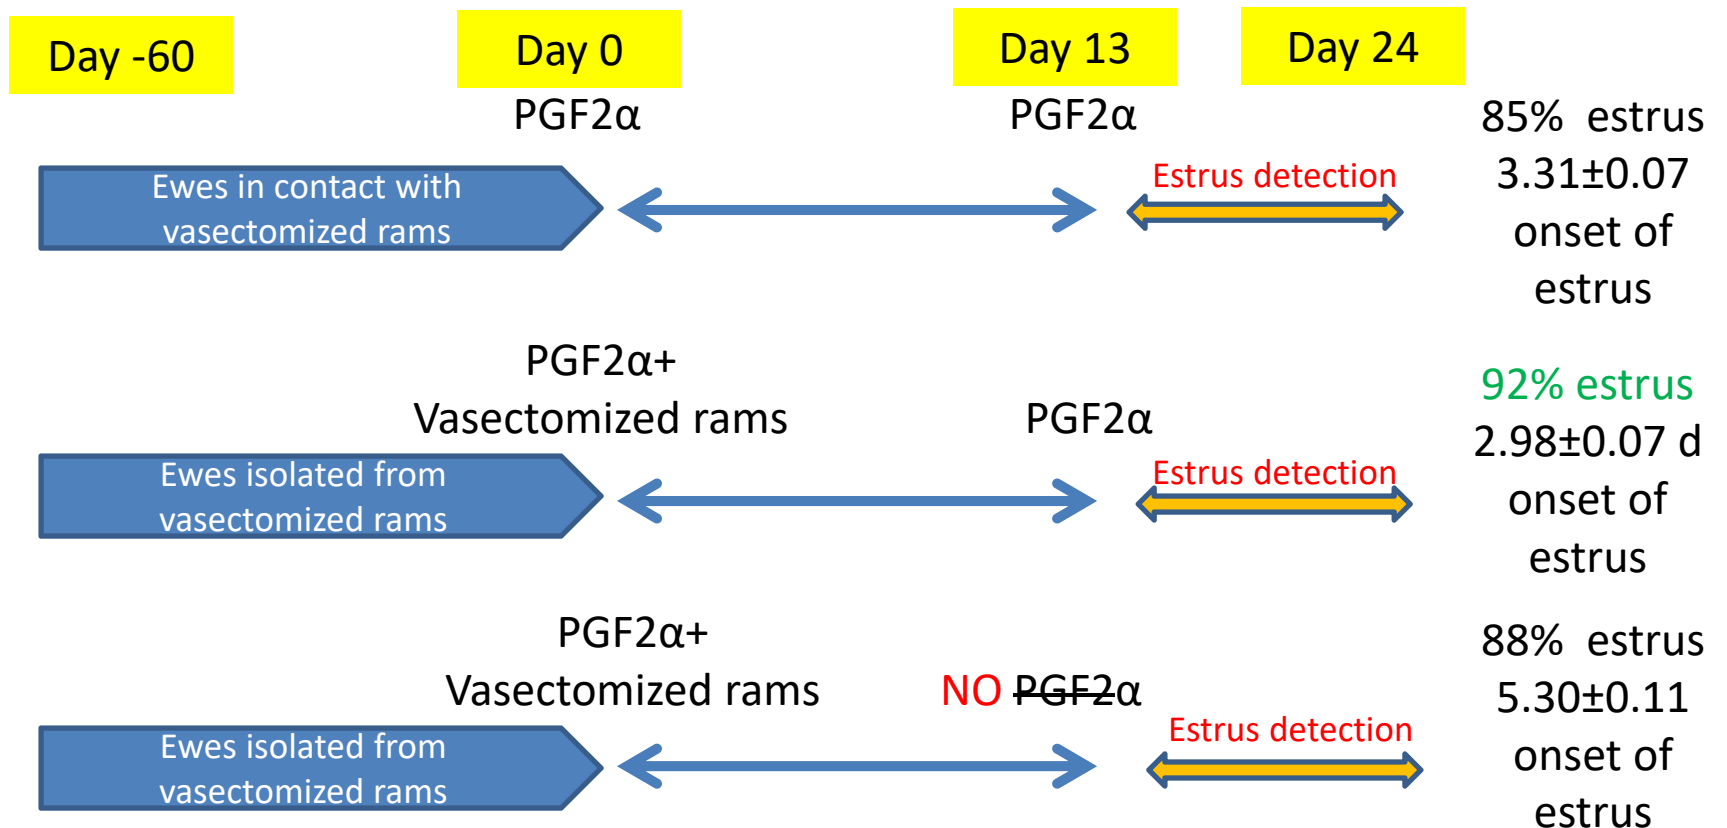 Day -60
Day 0
Day 13
Day 24
PGF2α
PGF2α
Ewes in contact with
vasectomized rams
Estrus detection
85% estrus
3.31±0.07
onset of
estrus
PGF2α+
Vasectomized rams
PGF2α
Ewes isolated from
vasectomized rams
Estrus detection
92% estrus
2.98±0.07 d
onset of
estrus
PGF2α+
Vasectomized rams
NO PGF2α
Ewes isolated from
vasectomized rams
Estrus detection
88% estrus
5.30±0.11
onset of
estrus